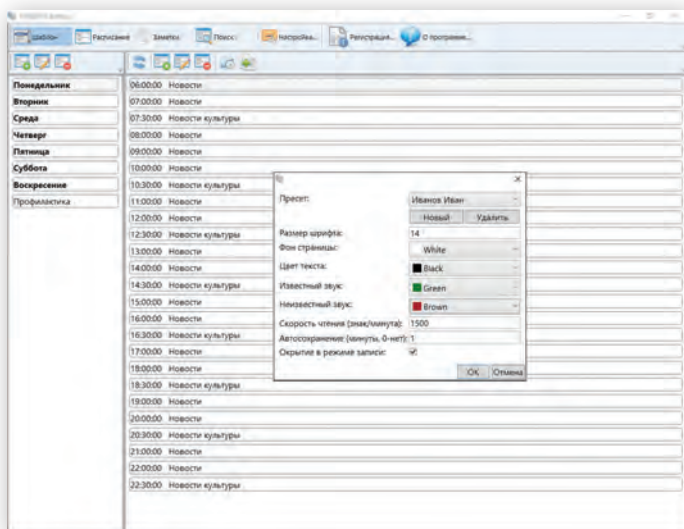 Шаблон Расписание Заметки Поиск Настройка... Регистрация... О программе...
Понедельник
Вторник
Среда
Четверг
Пятница
Суббота
Воскресение
Профилактика
06:00:00 Новости
07:00:00 Новости
07:30:00 Новости культуры
08:00:00 Новости
09:00:00 Новости
10:00:00 Новости
10:30:00 Новости культуры
11:00:00 Новости
12:00:00 Новости
12:30:00 Новости культуры
13:00:00 Новости
14:00:00 Новости
14:30:00 Новости культуры
15:00:00 Новости
16:00:00 Новости
16:30:00 Новости культуры
17:00:00 Новости
18:00:00 Новости
18:30:00 Новости культуры
19:00:00 Новости
20:00:00 Новости
20:30:00 Новости культуры
21:00:00 Новости
22:00:00 Новости
22:30:00 Новости культуры
Пресет: Иванов Иван
Новый Удалить
Размер шрифта: 14
Фон страницы: White
Цвет текста: Black
Известный звук: Green
Неизвестный звук: Brown
Скорость чтения (знак/минута): 1500
Автосохранение (минуты, 0-нет): 1
Окрытие в режиме записи:
ОК Отмена